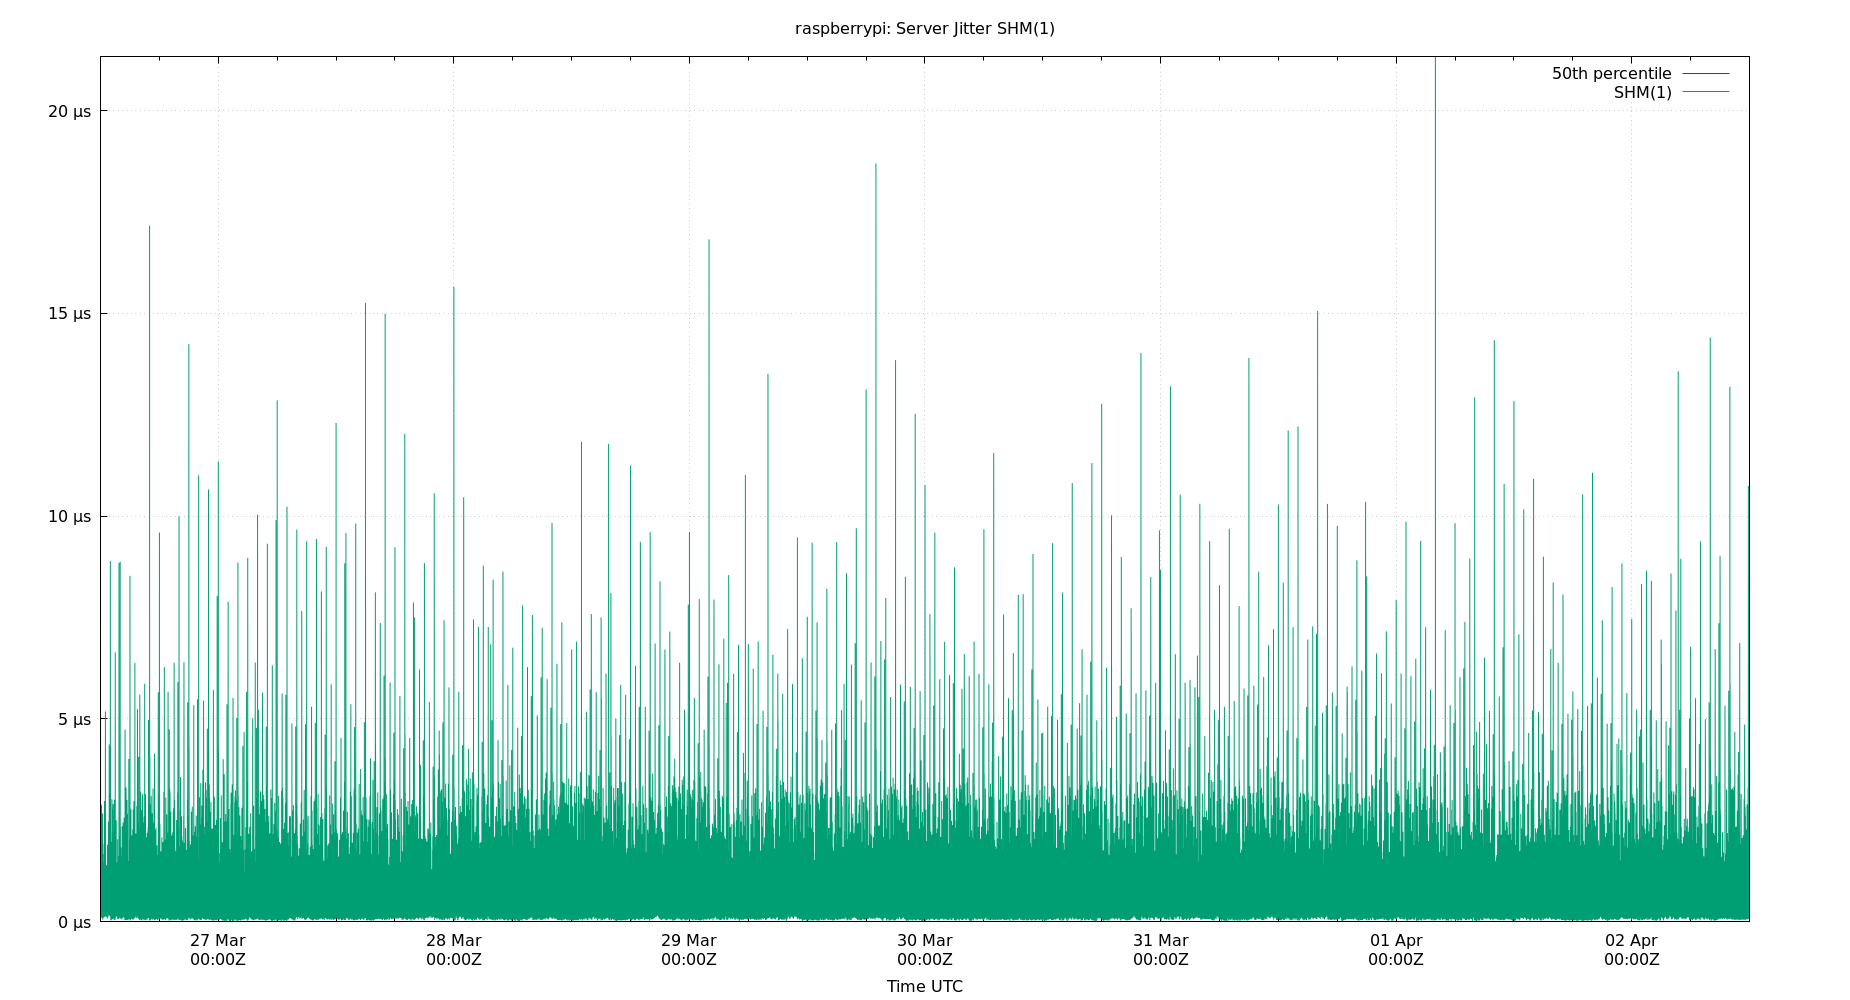 raspberrypi: Server Jitter SHM(1)
50th percentile
SHM(1)
20 µs
15 µs
10 µs
5 µs
0 µs
27 Mar 28 Mar 29 Mar 30 Mar 31 Mar 01 Apr 02 Apr
00:00Z 00:00Z 00:00Z 00:00Z 00:00Z 00:00Z 00:00Z
Time UTC